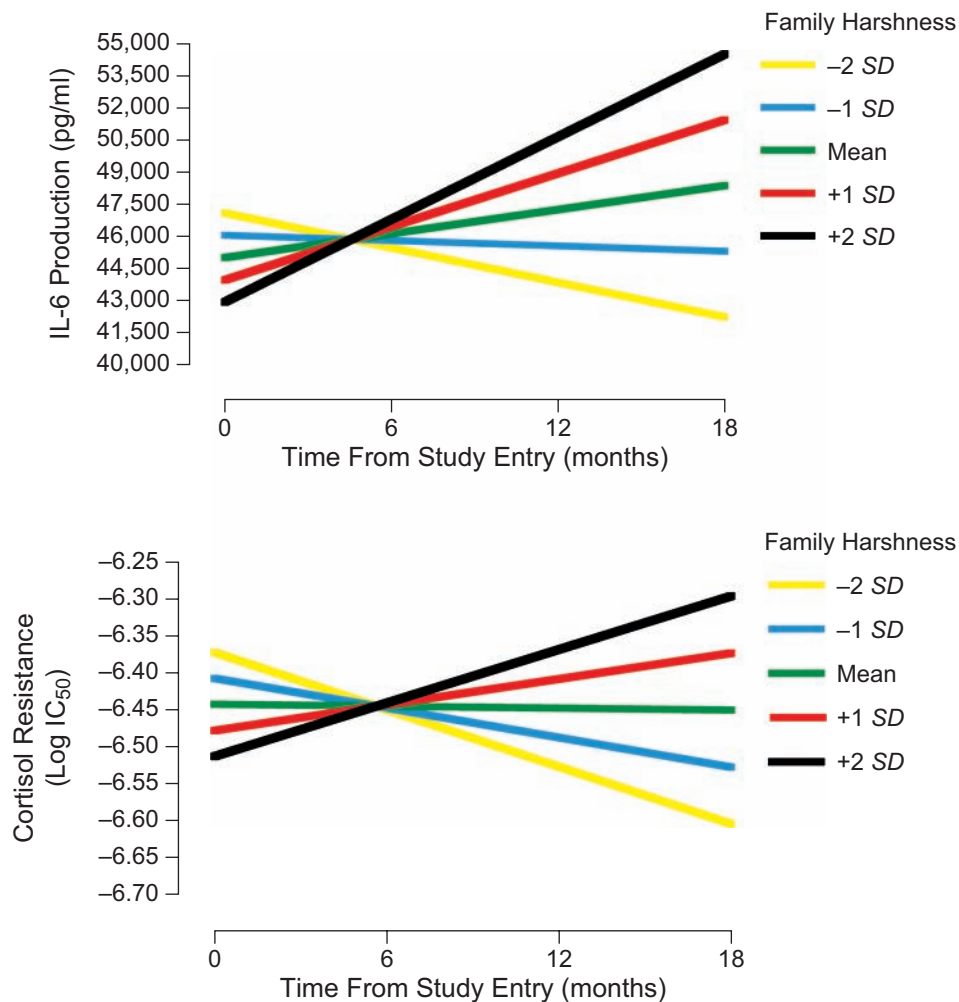 Family Harshness
–2 SD
–1 SD
Mean
+1 SD
+2 SD
IL-6 Production (pg/ml)
55,000
53,500
52,000
50,500
49,000
47,500
46,000
44,500
43,000
41,500
40,000
0 6 12 18
Time From Study Entry (months)
Family Harshness
–2 SD
–1 SD
Mean
+1 SD
+2 SD
Cortisol Resistance
(Log IC50)
–6.25
–6.30
–6.35
–6.40
–6.45
–6.50
–6.55
–6.60
–6.65
–6.70
0 6 12 18
Time From Study Entry (months)